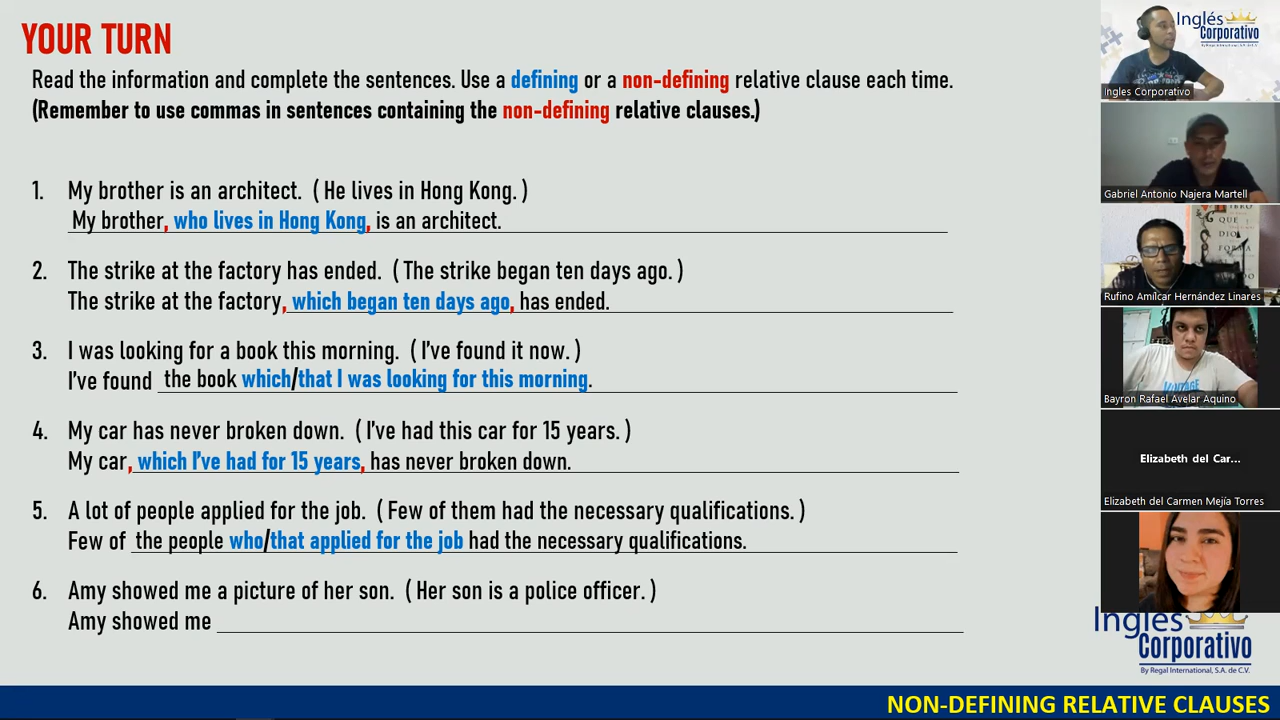 YOUR TURN
Read the information and complete the sentences. Use a defining or a non-defining relative clause each time.
(Remember to use commas in sentences containing the non-defining relative clauses.)
1. My brother is an architect. ( He lives in Hong Kong. )
My brother, who lives in Hong Kong, is an architect.
2. The strike at the factory has ended. ( The strike began ten days ago. )
The strike at the factory, which began ten days ago, has ended.
3. I was looking for a book this morning. ( I’ve found it now. )
I’ve found the book which/that I was looking for this morning.
4. My car has never broken down. ( I’ve had this car for 15 years. )
My car, which I’ve had for 15 years, has never broken down.
5. A lot of people applied for the job. ( Few of them had the necessary qualifications. )
Few of the people who/that applied for the job had the necessary qualifications.
6. Amy showed me a picture of her son. ( Her son is a police officer. )
Amy showed me
NON-DEFINING RELATIVE CLAUSES
Inglés
Corporativo
Ingles Corporativo
Gabriel Antonio Najera Martell
LIBRO
QUE
DIO
FORMA
AL
Rufino Amílcar Hernández Linares
VINTAGE
Bayron Rafael Avelar Aquino
Elizabeth del Car...
Elizabeth del Carmen Mejía Torres
Inglés
Corporativo
By Regal International, S.A. de C.V.